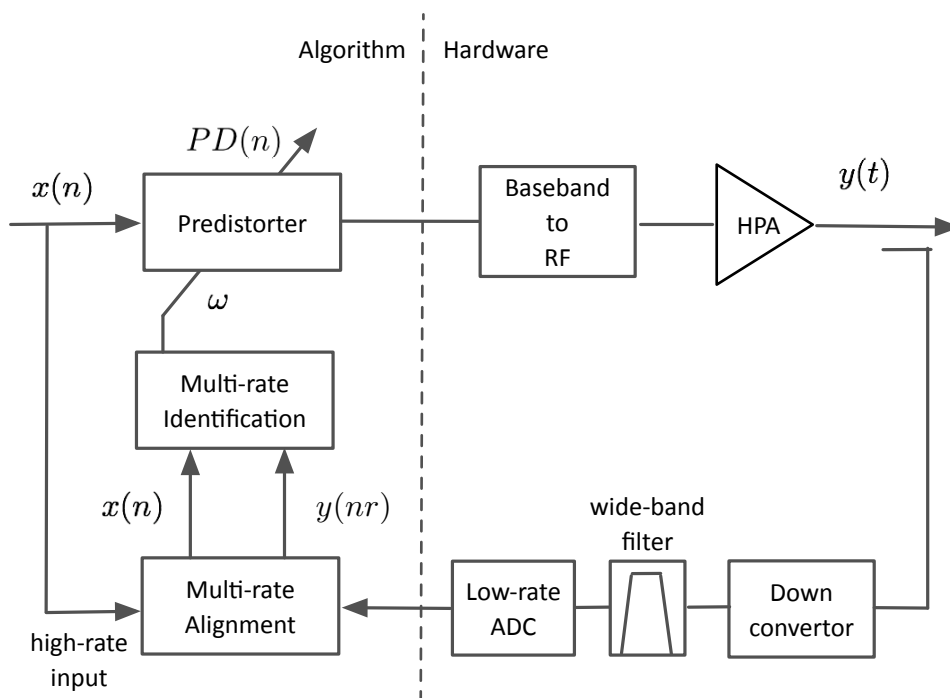 Algorithm
Hardware
PD(n)
x(n)
Predistorter
Baseband
to
RF
HPA
y(t)
ω
Multi-rate
Identification
x(n)
y(nr)
wide-band
filter
Multi-rate
Alignment
Low-rate
ADC
Down
convertor
high-rate
input